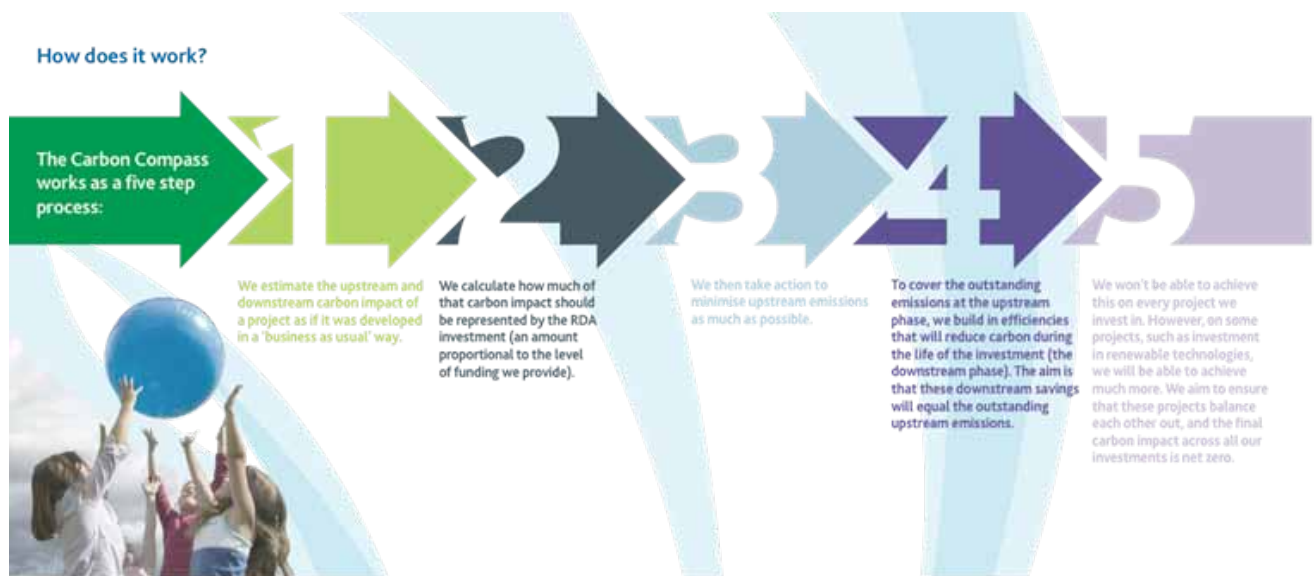 How does it work?
The Carbon Compass
works as a five step
process:
1
We estimate the upstream and
downstream carbon impact of
a project as if it was developed
in a 'business as usual' way.
2
We calculate how much of
that carbon impact should
be represented by the RDA
investment (an amount
proportional to the level
of funding we provide).
3
We then take action to
minimise upstream emissions
as much as possible.
4
To cover the outstanding
emissions at the upstream
phase, we build in efficiencies
that will reduce carbon during
the life of the investment (the
downstream phase). The aim is
that these downstream savings
will equal the outstanding
upstream emissions.
5
We won't be able to achieve
this on every project we
invest in. However, on some
projects, such as investment
in renewable technologies,
we will be able to achieve
much more. We aim to ensure
that these projects balance
each other out, and the final
carbon impact across all our
investments is net zero.